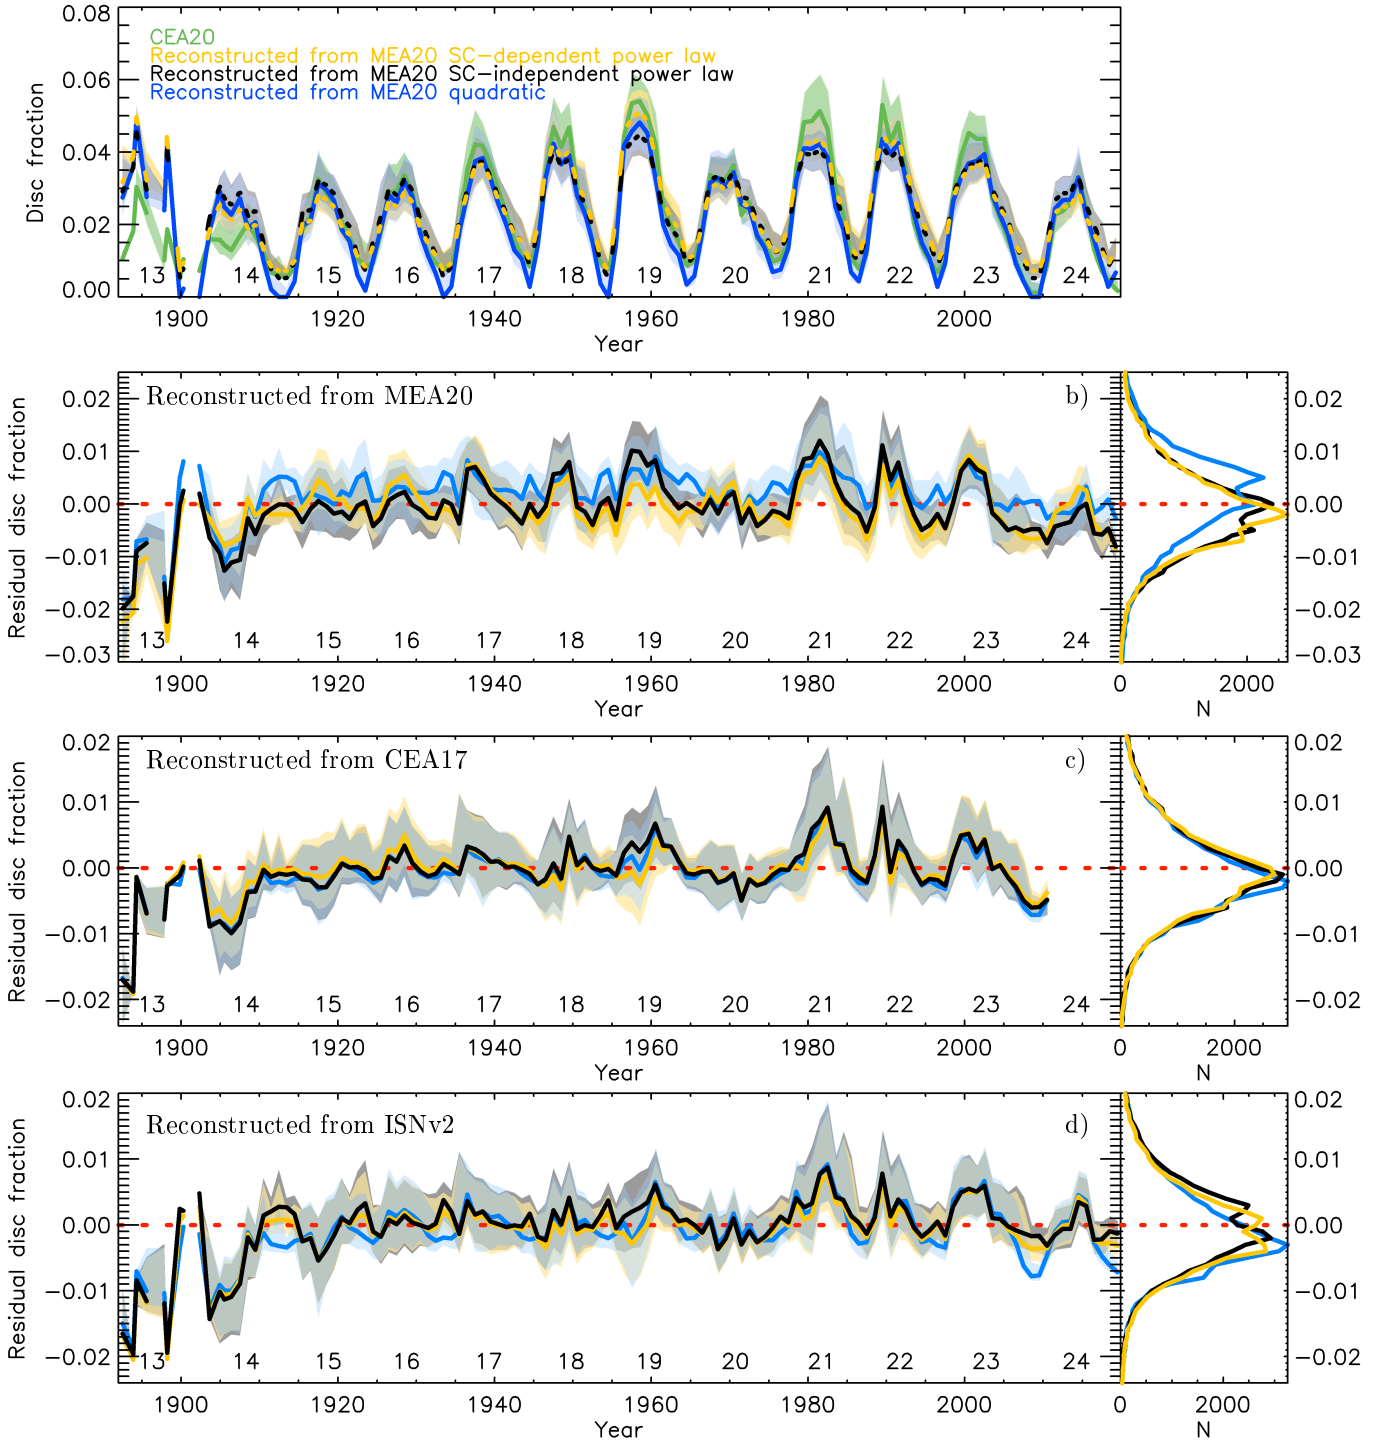 0.08
0.06
0.04
0.02
0.00
Disc fraction
CEA20
Reconstructed from MEA20 SC-dependent power law
Reconstructed from MEA20 SC-independent power law
Reconstructed from MEA20 quadratic
13 14 15 16 17 18 19 20 21 22 23 24
1900 1920 1940 1960 1980 2000
Year
Reconstructed from MEA20
b)
0.02
0.01
0.00
-0.01
-0.02
-0.03
Residual disc fraction
13 14 15 16 17 18 19 20 21 22 23 24
1900 1920 1940 1960 1980 2000
Year
0.02
0.01
0.00
-0.01
-0.02
-0.03
0 2000
N
Reconstructed from CEA17
c)
0.02
0.01
0.00
-0.01
-0.02
Residual disc fraction
13 14 15 16 17 18 19 20 21 22 23 24
1900 1920 1940 1960 1980 2000
Year
0.02
0.01
0.00
-0.01
-0.02
0 2000
N
Reconstructed from ISNv2
d)
0.02
0.01
0.00
-0.01
-0.02
Residual disc fraction
13 14 15 16 17 18 19 20 21 22 23 24
1900 1920 1940 1960 1980 2000
Year
0.02
0.01
0.00
-0.01
-0.02
0 2000
N